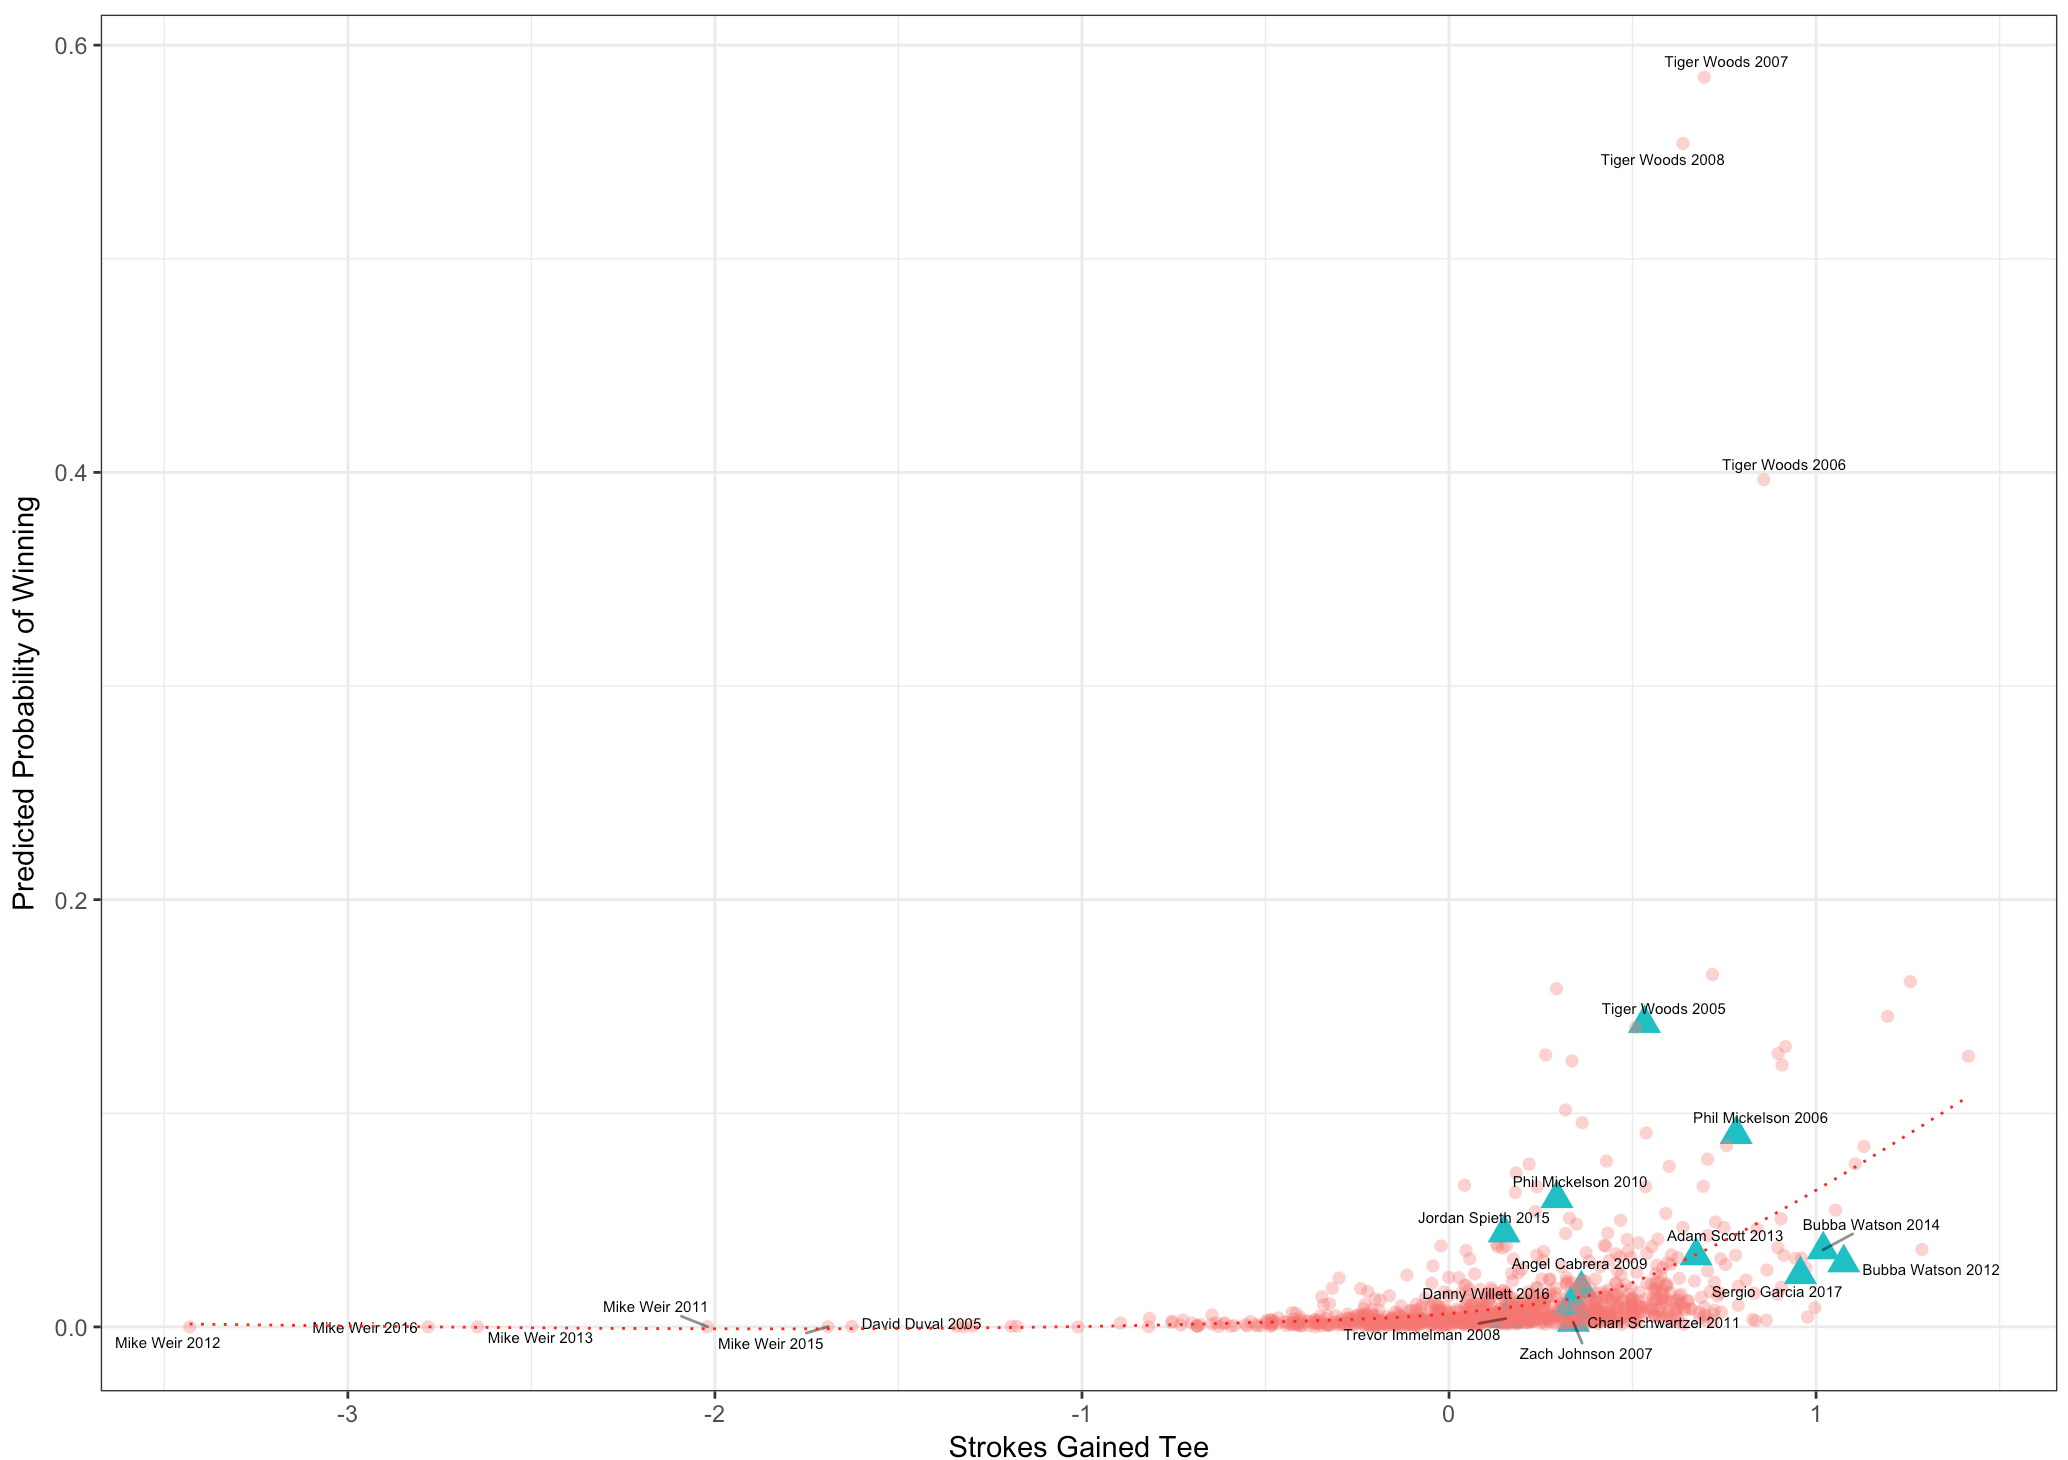 0.6
0.4
0.2
0.0
Predicted Probability of Winning
Tiger Woods 2007
Tiger Woods 2008
Tiger Woods 2006
Tiger Woods 2005
Phil Mickelson 2006
Phil Mickelson 2010
Jordan Spieth 2015
Bubba Watson 2014
Adam Scott 2013
Angel Cabrera 2009
Bubba Watson 2012
Sergio Garcia 2017
Danny Willett 2016
Mike Weir 2011
David Duval 2005
Charl Schwartzel 2011
Mike Weir 2016
Trevor Immelman 2008
Mike Weir 2013
Mike Weir 2012
Mike Weir 2015
Zach Johnson 2007
-3
-2
-1
0
1
Strokes Gained Tee